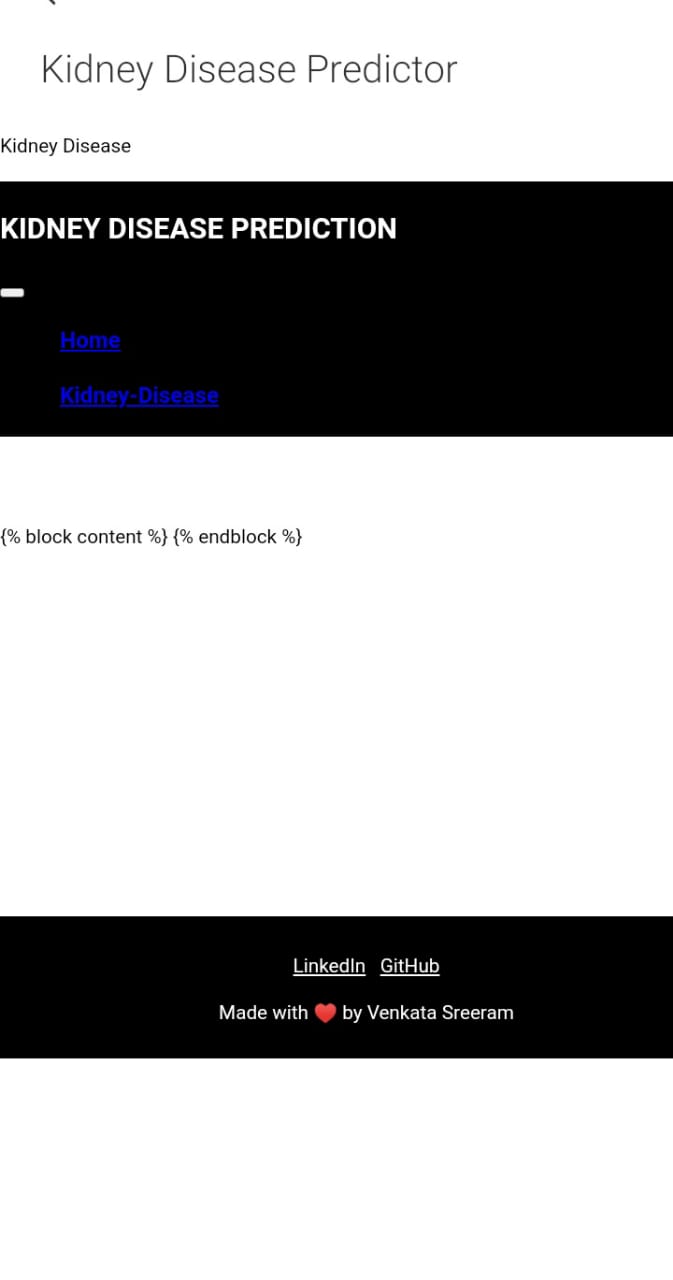 Kidney Disease Predictor
Kidney Disease
KIDNEY DISEASE PREDICTION
Home
Kidney-Disease
{% block content %} {% endblock %}
LinkedIn GitHub
Made with ❤️ by Venkata Sreeram